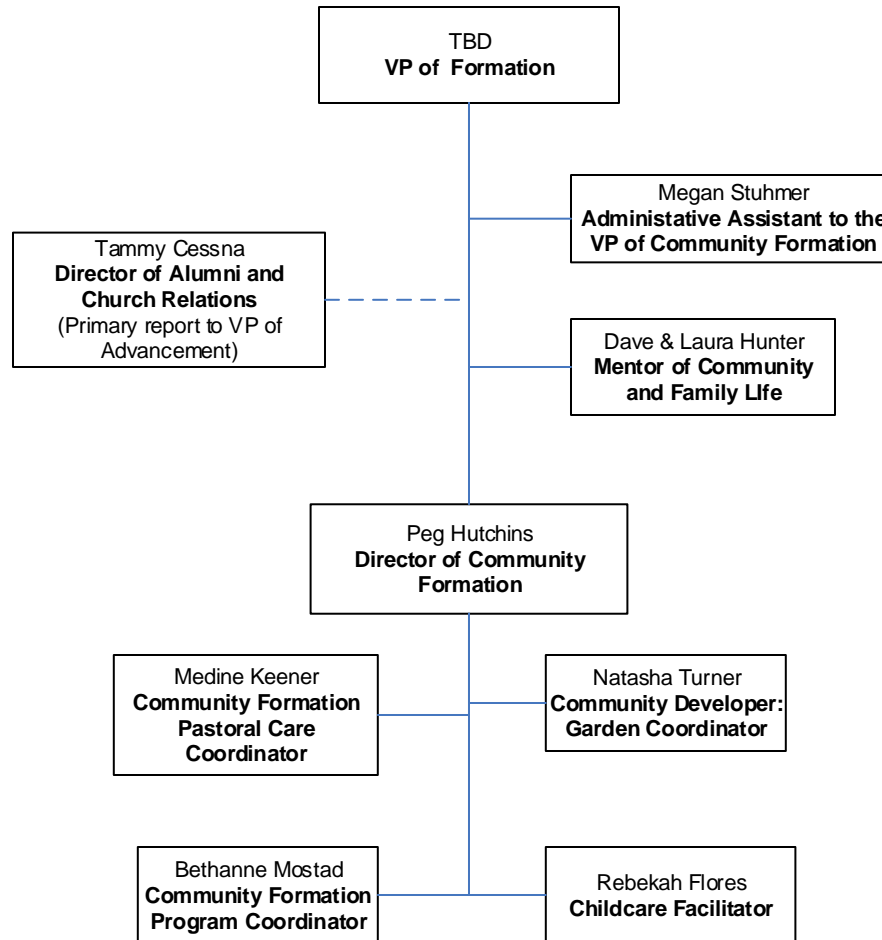 TBD
VP of Formation
Megan Stuhmer
Administative Assistant to the
VP of Community Formation
Tammy Cessna
Director of Alumni and
Church Relations
(Primary report to VP of
Advancement)
Dave & Laura Hunter
Mentor of Community
and Family LIfe
Peg Hutchins
Director of Community
Formation
Medine Keener
Community Formation
Pastoral Care
Coordinator
Natasha Turner
Community Developer:
Garden Coordinator
Bethanne Mostad
Community Formation
Program Coordinator
Rebekah Flores
Childcare Facilitator